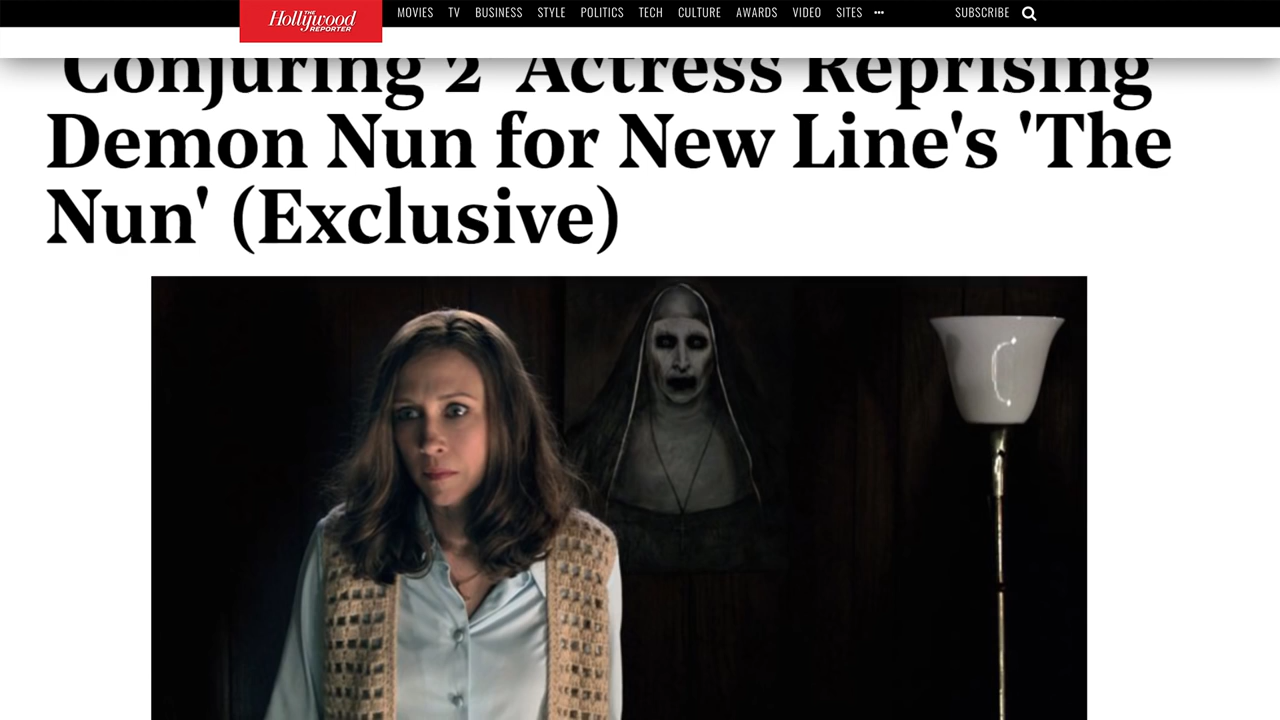 THE
Hollywood
REPORTER
MOVIES TV BUSINESS STYLE POLITICS TECH CULTURE AWARDS VIDEO SITES ••• SUBSCRIBE
'Conjuring 2' Actress Reprising
Demon Nun for New Line's 'The
Nun' (Exclusive)